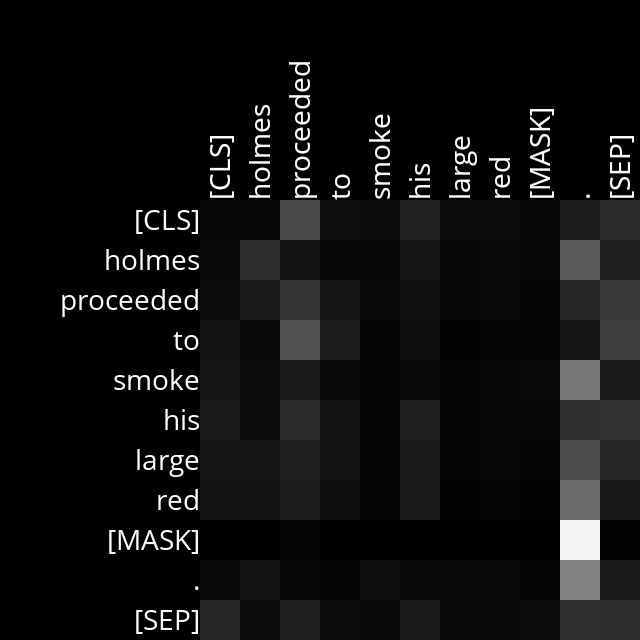 [CLS]
holmes
proceeded
to
smoke
his
large
red
[MASK]
.
[SEP]
[CLS]
holmes
proceeded
to
smoke
his
large
red
[MASK]
.
[SEP]